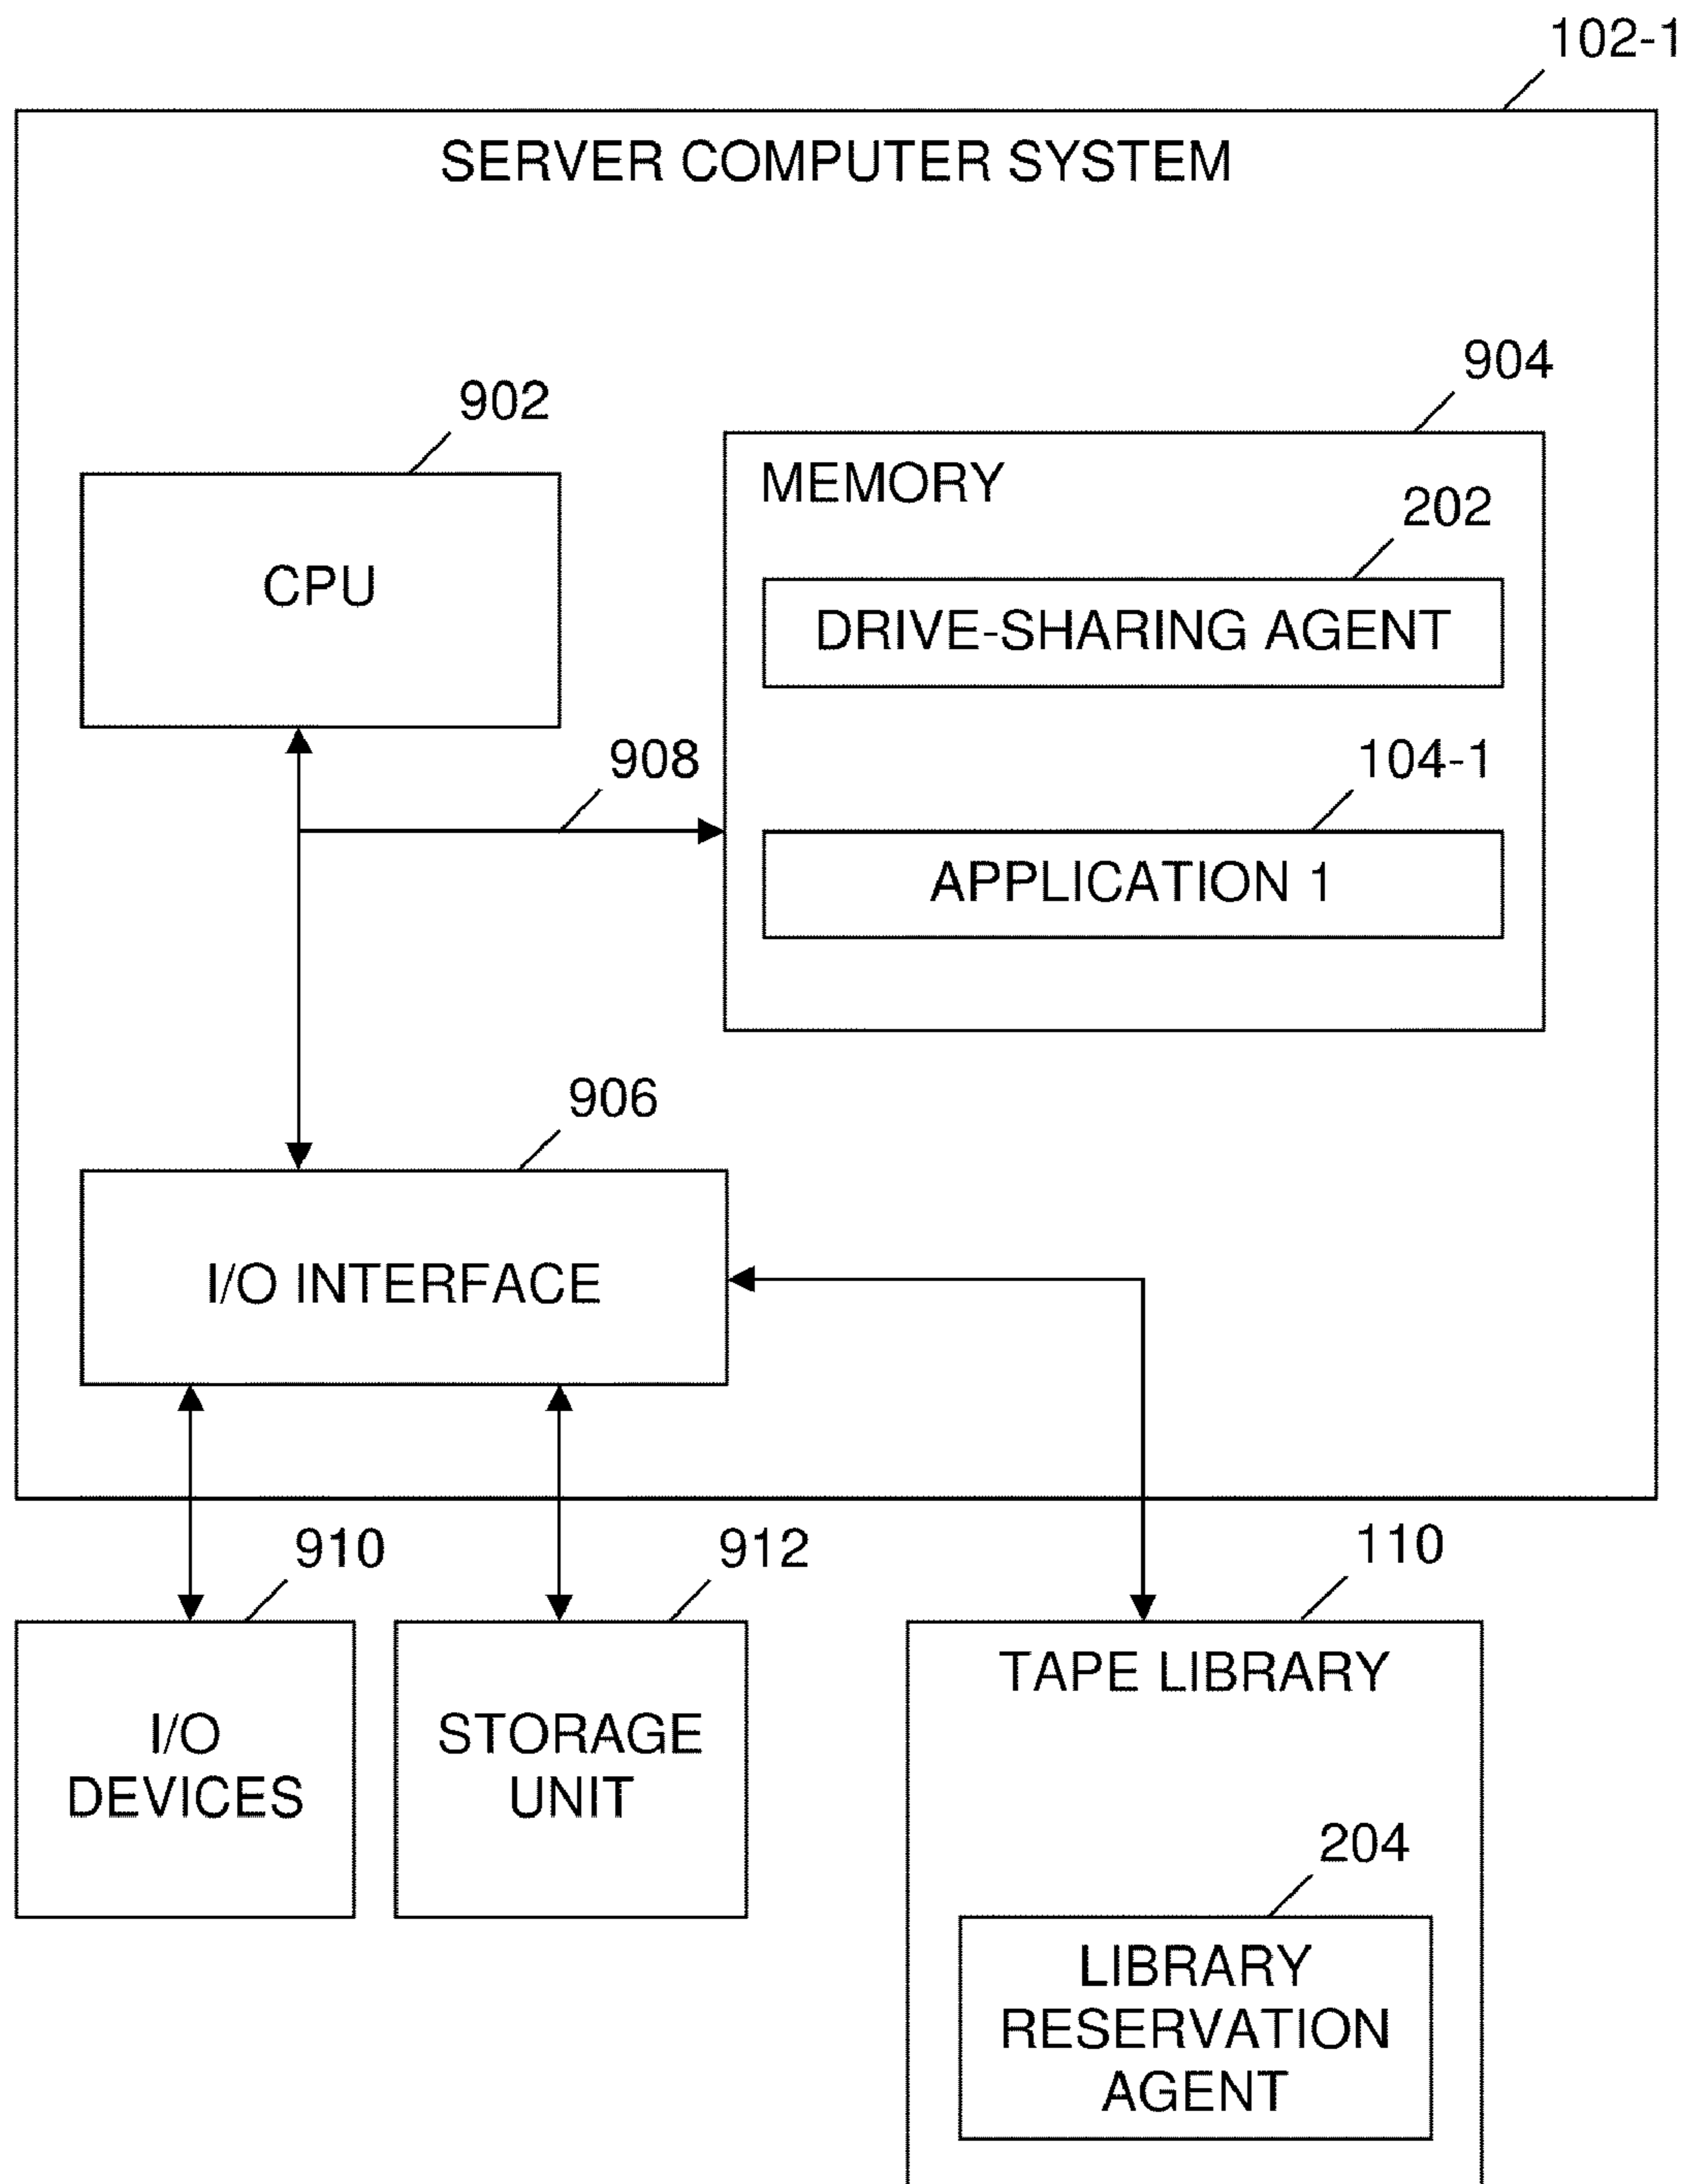 102-1
SERVER COMPUTER SYSTEM
904
902
MEMORY
202
CPU
DRIVE-SHARING AGENT
908
104-1
APPLICATION 1
906
I/O INTERFACE
910
912
110
TAPE LIBRARY
I/O
DEVICES
STORAGE
UNIT
204
LIBRARY
RESERVATION
AGENT